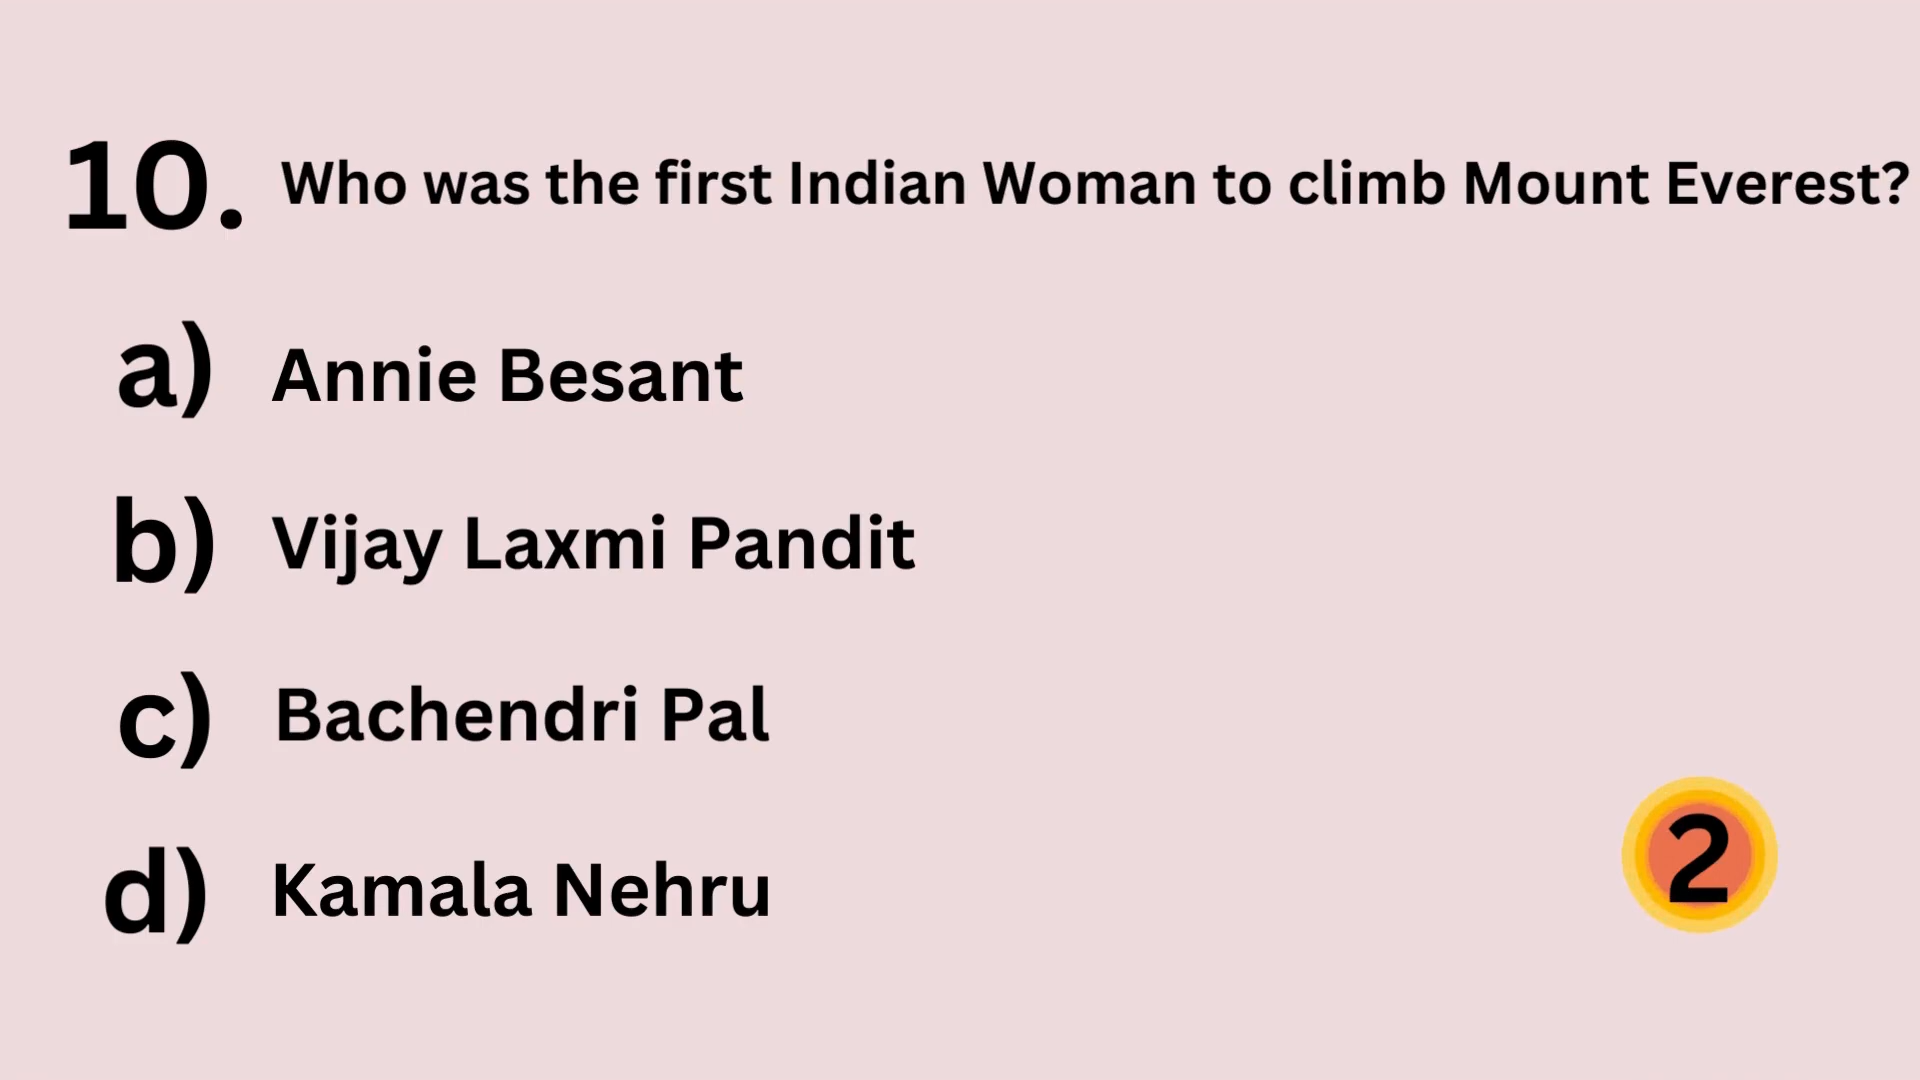 10. Who was the first Indian Woman to climb Mount Everest?
a) Annie Besant
b) Vijay Laxmi Pandit
c) Bachendri Pal
d) Kamala Nehru
2